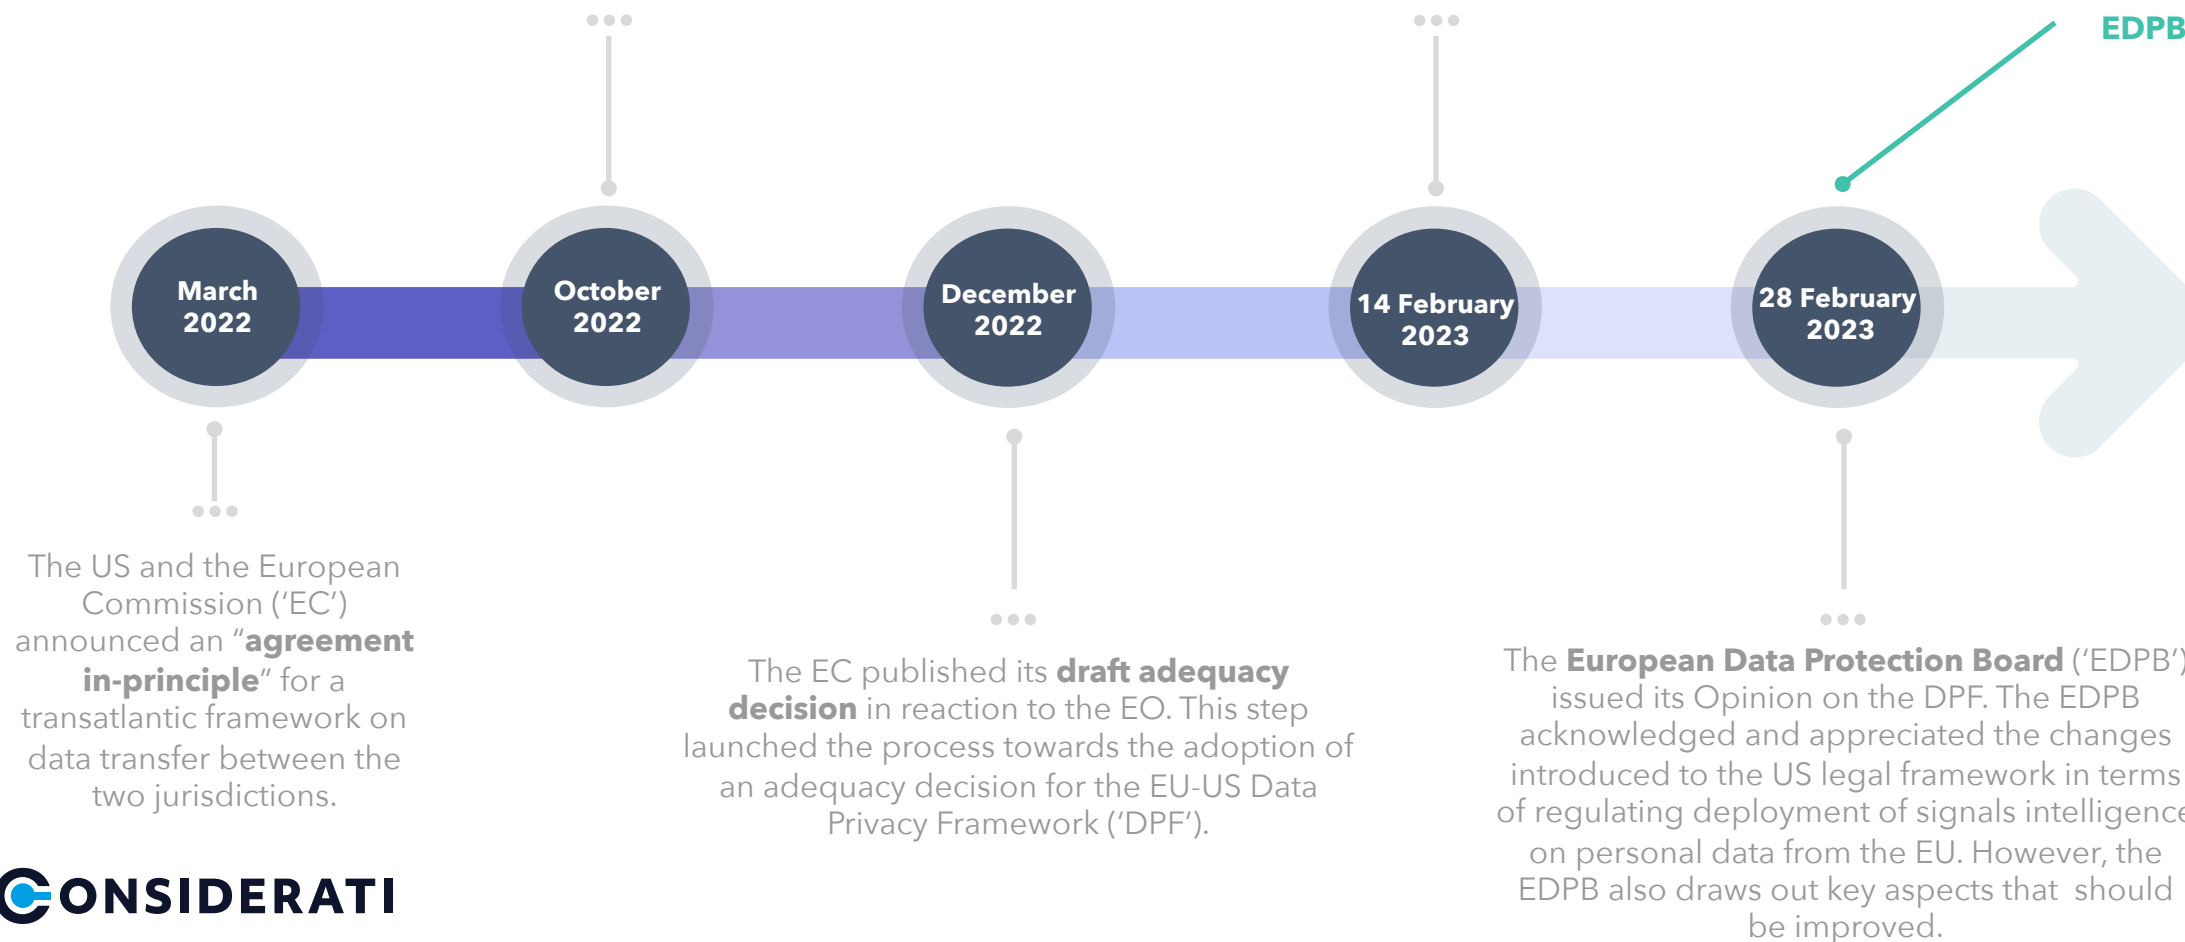 EDPB
March
2022
October
2022
December
2022
14 February
2023
28 February
2023
The US and the European
Commission (‘EC’)
announced an “agreement
in-principle” for a
transatlantic framework on
data transfer between the
two jurisdictions.
The EC published its draft adequacy
decision in reaction to the EO. This step
launched the process towards the adoption of
an adequacy decision for the EU-US Data
Privacy Framework (‘DPF’).
The European Data Protection Board (‘EDPB’)
issued its Opinion on the DPF. The EDPB
acknowledged and appreciated the changes
introduced to the US legal framework in terms
of regulating deployment of signals intelligence
on personal data from the EU. However, the
EDPB also draws out key aspects that should
be improved.
CONSIDERATI